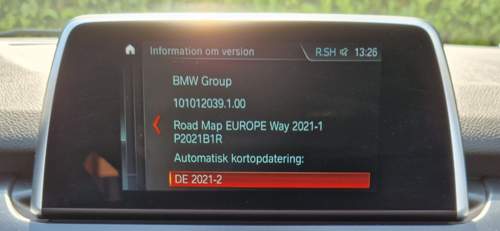 Information om version
R.SH 13:26
BMW Group
101012039.1.00
Road Map EUROPE Way 2021-1
P2021B1R
Automatisk kortopdatering:
DE 2021-2